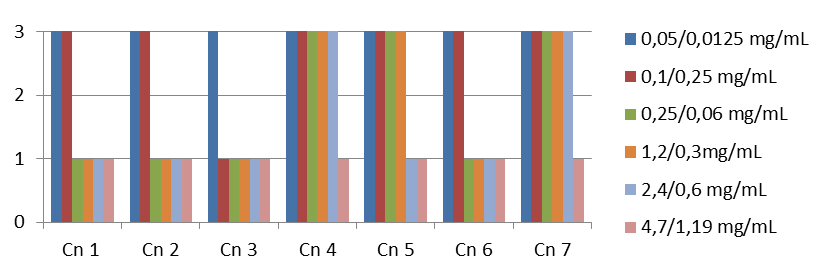 3
2
1
0
Cn 1 Cn 2 Cn 3 Cn 4 Cn 5 Cn 6 Cn 7
0,05/0,0125 mg/mL
0,1/0,25 mg/mL
0,25/0,06 mg/mL
1,2/0,3mg/mL
2,4/0,6 mg/mL
4,7/1,19 mg/mL